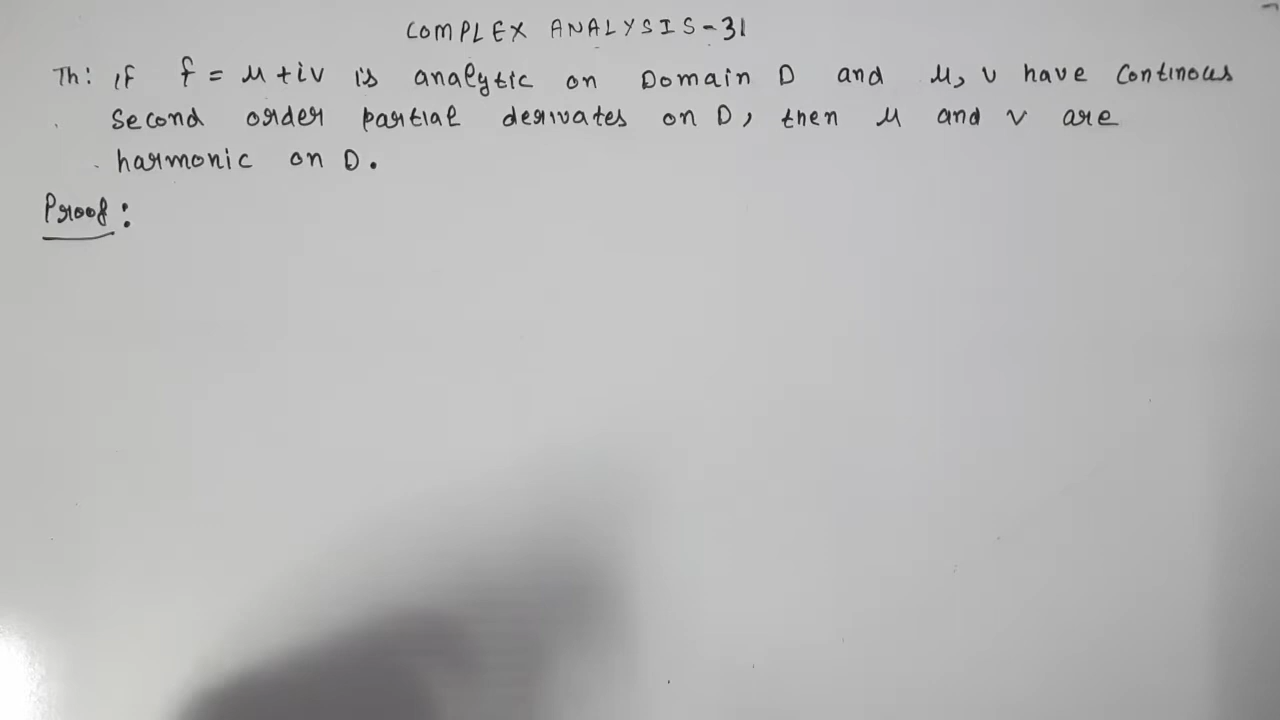 COMPLEX ANALYSIS-31
Th: If f = u+iv is analytic on Domain D and u, v have Continous
Second order partial derivates on D, then u and v are
harmonic on D.
Proof: